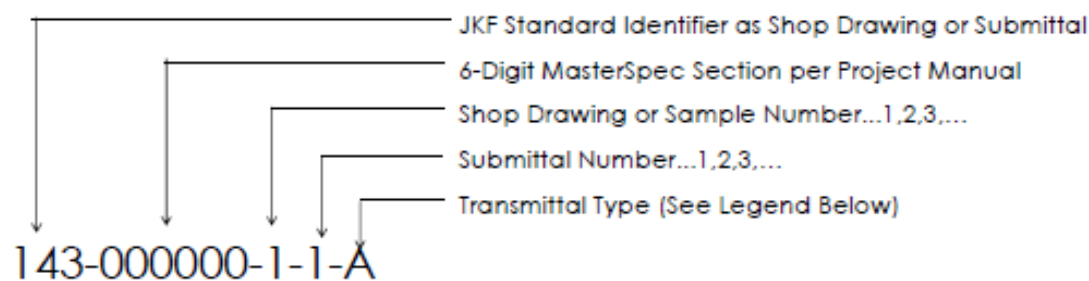 JKF Standard Identifier as Shop Drawing or Submittal
6-Digit MasterSpec Section per Project Manual
Shop Drawing or Sample Number...1,2,3,...
Submittal Number...1,2,3,...
Transmittal Type (See Legend Below)
143-000000-1-1-A